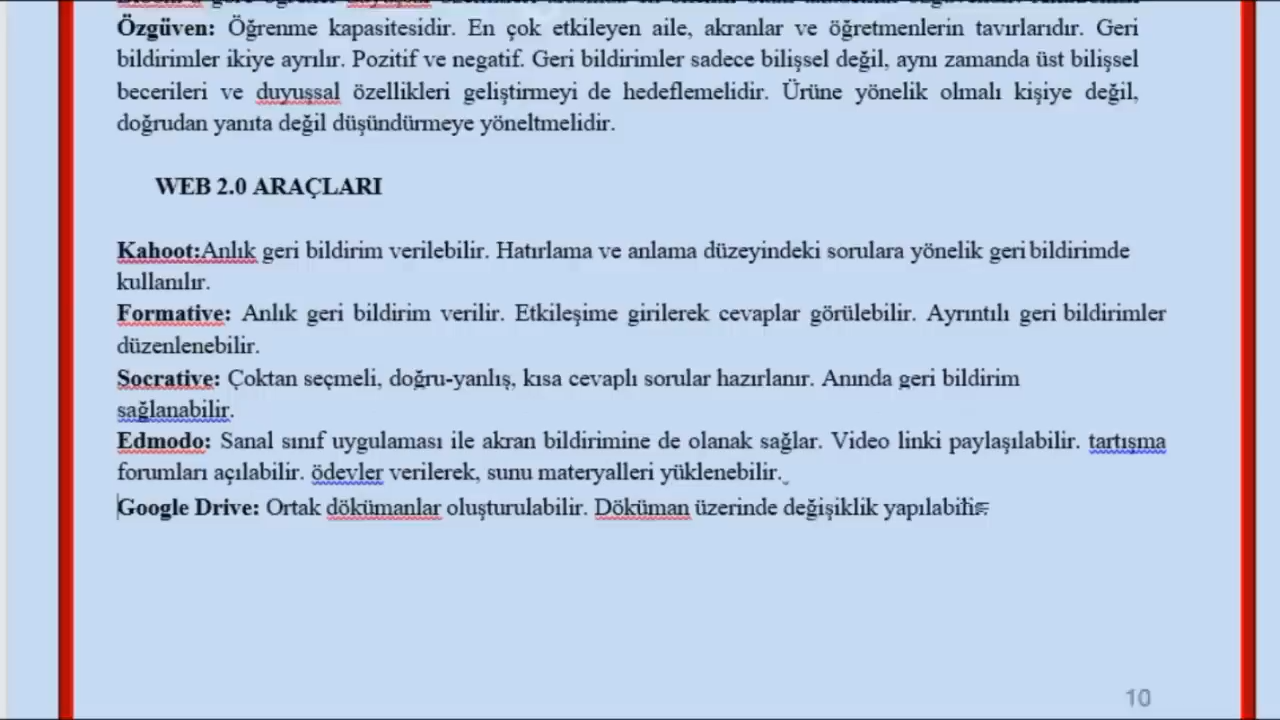 Özgüven: Öğrenme kapasitesidir. En çok etkileyen aile, akranlar ve öğretmenlerin tavırlarıdır. Geri
bildirimler ikiye ayrılır. Pozitif ve negatif. Geri bildirimler sadece bilişsel değil, aynı zamanda üst bilişsel
becerileri ve duyuşsal özellikleri geliştirmeyi de hedeflemelidir. Ürüne yönelik olmalı kişiye değil,
doğrudan yanıta değil düşündürmeye yöneltmelidir.
WEB 2.0 ARAÇLARI
Kahoot:Anlık geri bildirim verilebilir. Hatırlama ve anlama düzeyindeki sorulara yönelik geri bildirimde
kullanılır.
Formative: Anlık geri bildirim verilir. Etkileşime girilerek cevaplar görülebilir. Ayrıntılı geri bildirimler
düzenlenebilir.
Socrative: Çoktan seçmeli, doğru-yanlış, kısa cevaplı sorular hazırlanır. Anında geri bildirim
sağlanabilir.
Edmodo: Sanal sınıf uygulaması ile akran bildirimine de olanak sağlar. Video linki paylaşılabilir. tartışma
forumları açılabilir. ödevler verilerek, sunu materyalleri yüklenebilir.
Google Drive: Ortak dökümanlar oluşturulabilir. Döküman üzerinde değişiklik yapılabilir.
10